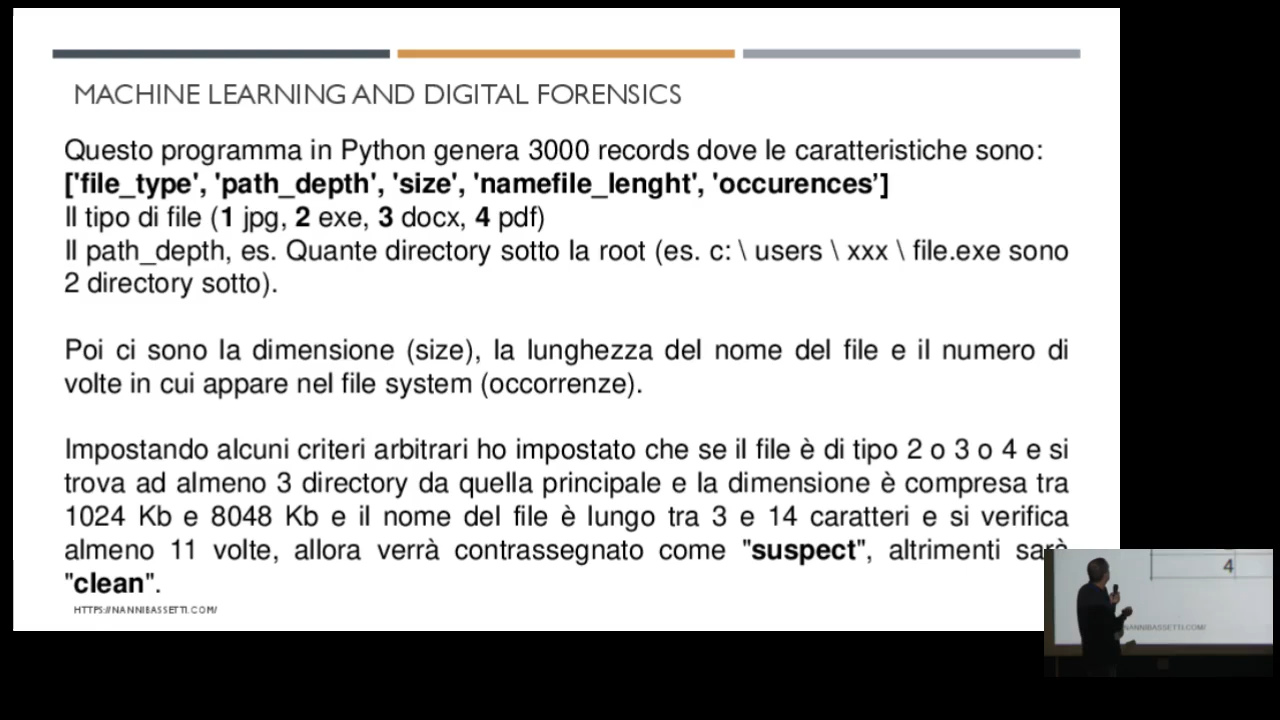 MACHINE LEARNING AND DIGITAL FORENSICS
Questo programma in Python genera 3000 records dove le caratteristiche sono:
['file_type', 'path_depth', 'size', 'namefile_lenght', 'occurences’]
Il tipo di file (1 jpg, 2 exe, 3 docx, 4 pdf)
Il path_depth, es. Quante directory sotto la root (es. c: \ users \ xxx \ file.exe sono
2 directory sotto).
Poi ci sono la dimensione (size), la lunghezza del nome del file e il numero di
volte in cui appare nel file system (occorrenze).
Impostando alcuni criteri arbitrari ho impostato che se il file è di tipo 2 o 3 o 4 e si
trova ad almeno 3 directory da quella principale e la dimensione è compresa tra
1024 Kb e 8048 Kb e il nome del file è lungo tra 3 e 14 caratteri e si verifica
almeno 11 volte, allora verrà contrassegnato come "suspect", altrimenti sarà
"clean".
HTTPS://NANNIBASSETTI.COM/
4
NANNIBASSETTI.COM/